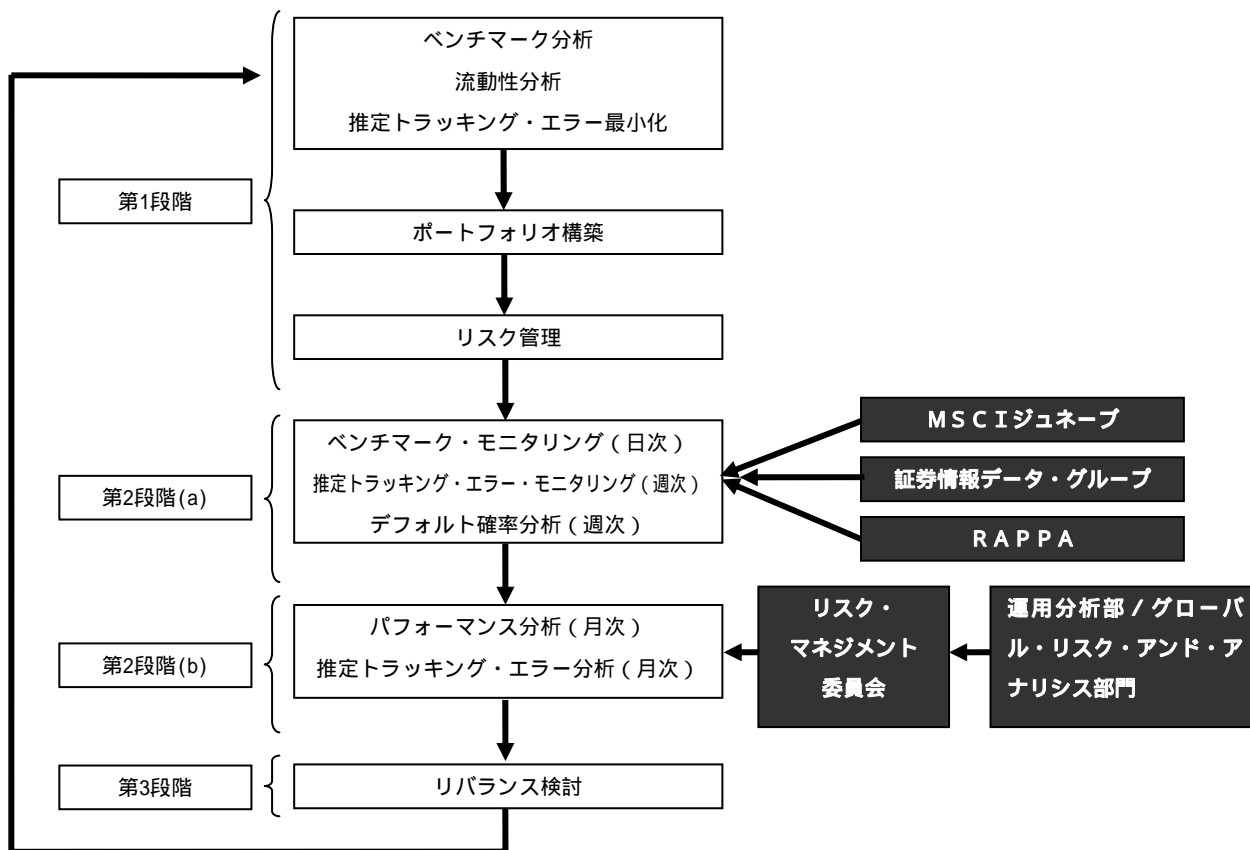 ベンチマーク分析
流動性分析
推定トラッキング・エラー最小化
第1段階
ポートフォリオ構築
リスク管理
ベンチマーク・モニタリング(日次)
推定トラッキング・エラー・モニタリング(週次)
デフォルト確率分析(週次)
第2段階(a)
MSCIジュネーブ
証券情報データ・グループ
RAPPA
パフォーマンス分析(月次)
推定トラッキング・エラー分析(月次)
第2段階(b)
リスク・
マネジメント
委員会
運用分析部/グローバ
ル・リスク・アンド・ア
ナリシス部門
第3段階
リバランス検討